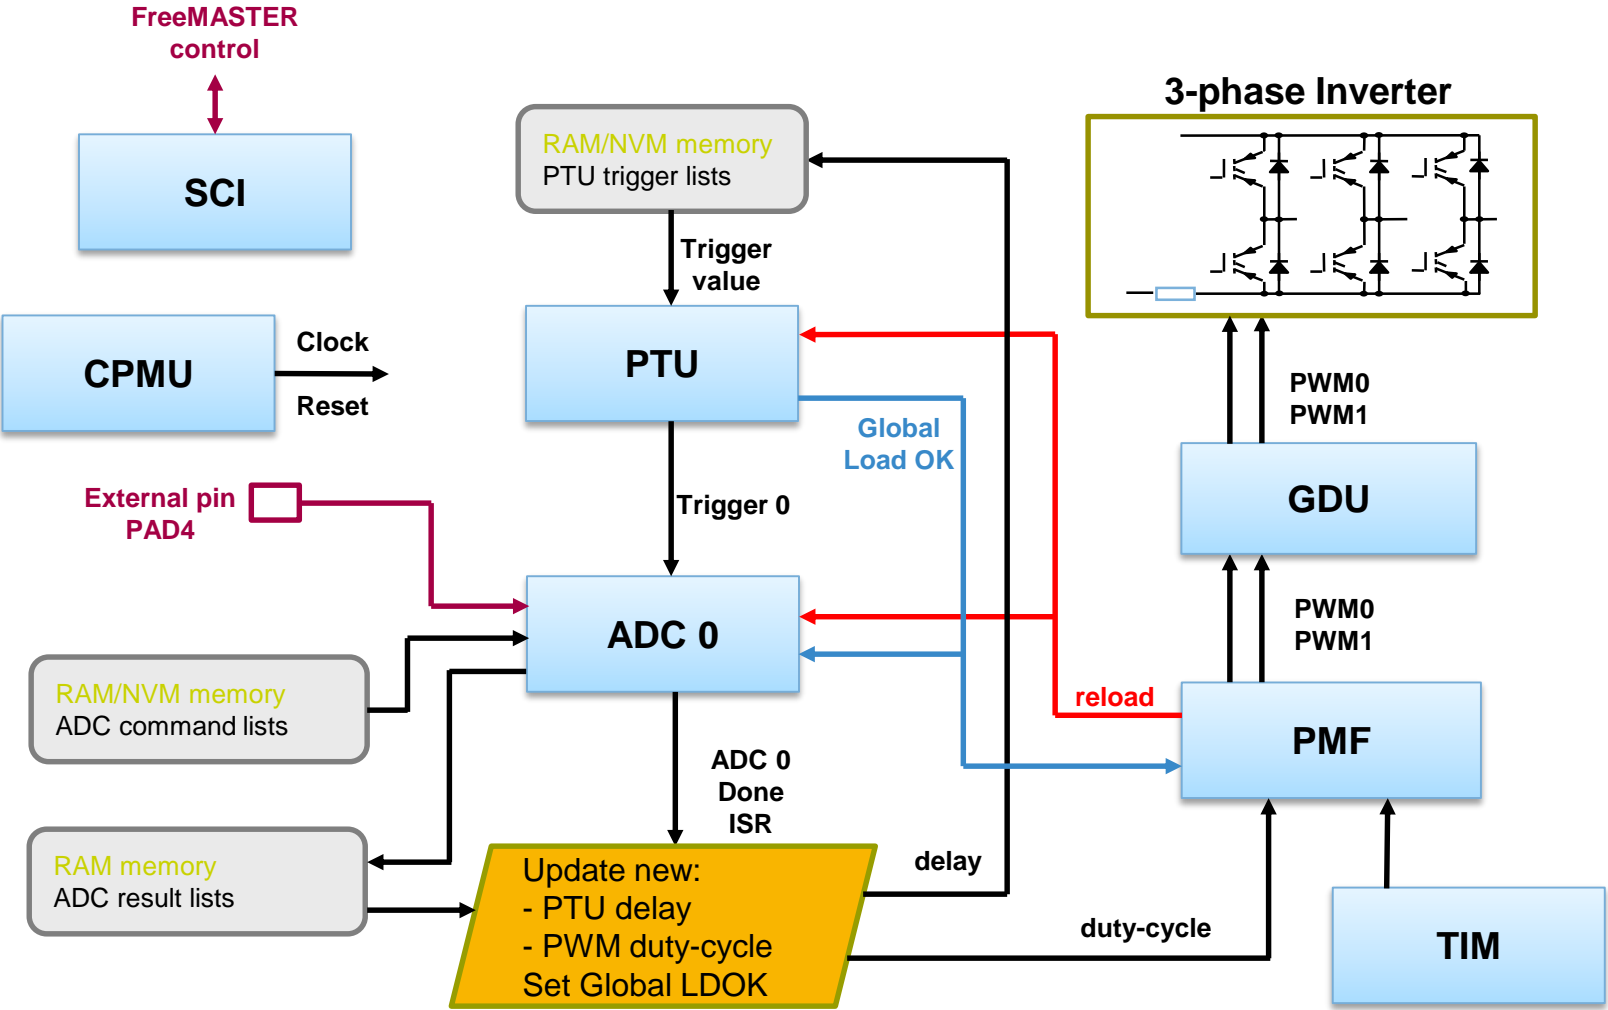 FreeMASTER
control
SCI
RAM/NVM memory
PTU trigger lists
3-phase Inverter
Trigger
value
CPMU
Clock
Reset
PTU
PWM0
PWM1
Global
Load OK
GDU
External pin
PAD4
Trigger 0
ADC 0
PWM0
PWM1
RAM/NVM memory
ADC command lists
reload
PMF
ADC 0
Done
ISR
RAM memory
ADC result lists
Update new:
- PTU delay
- PWM duty-cycle
Set Global LDOK
delay
duty-cycle
TIM